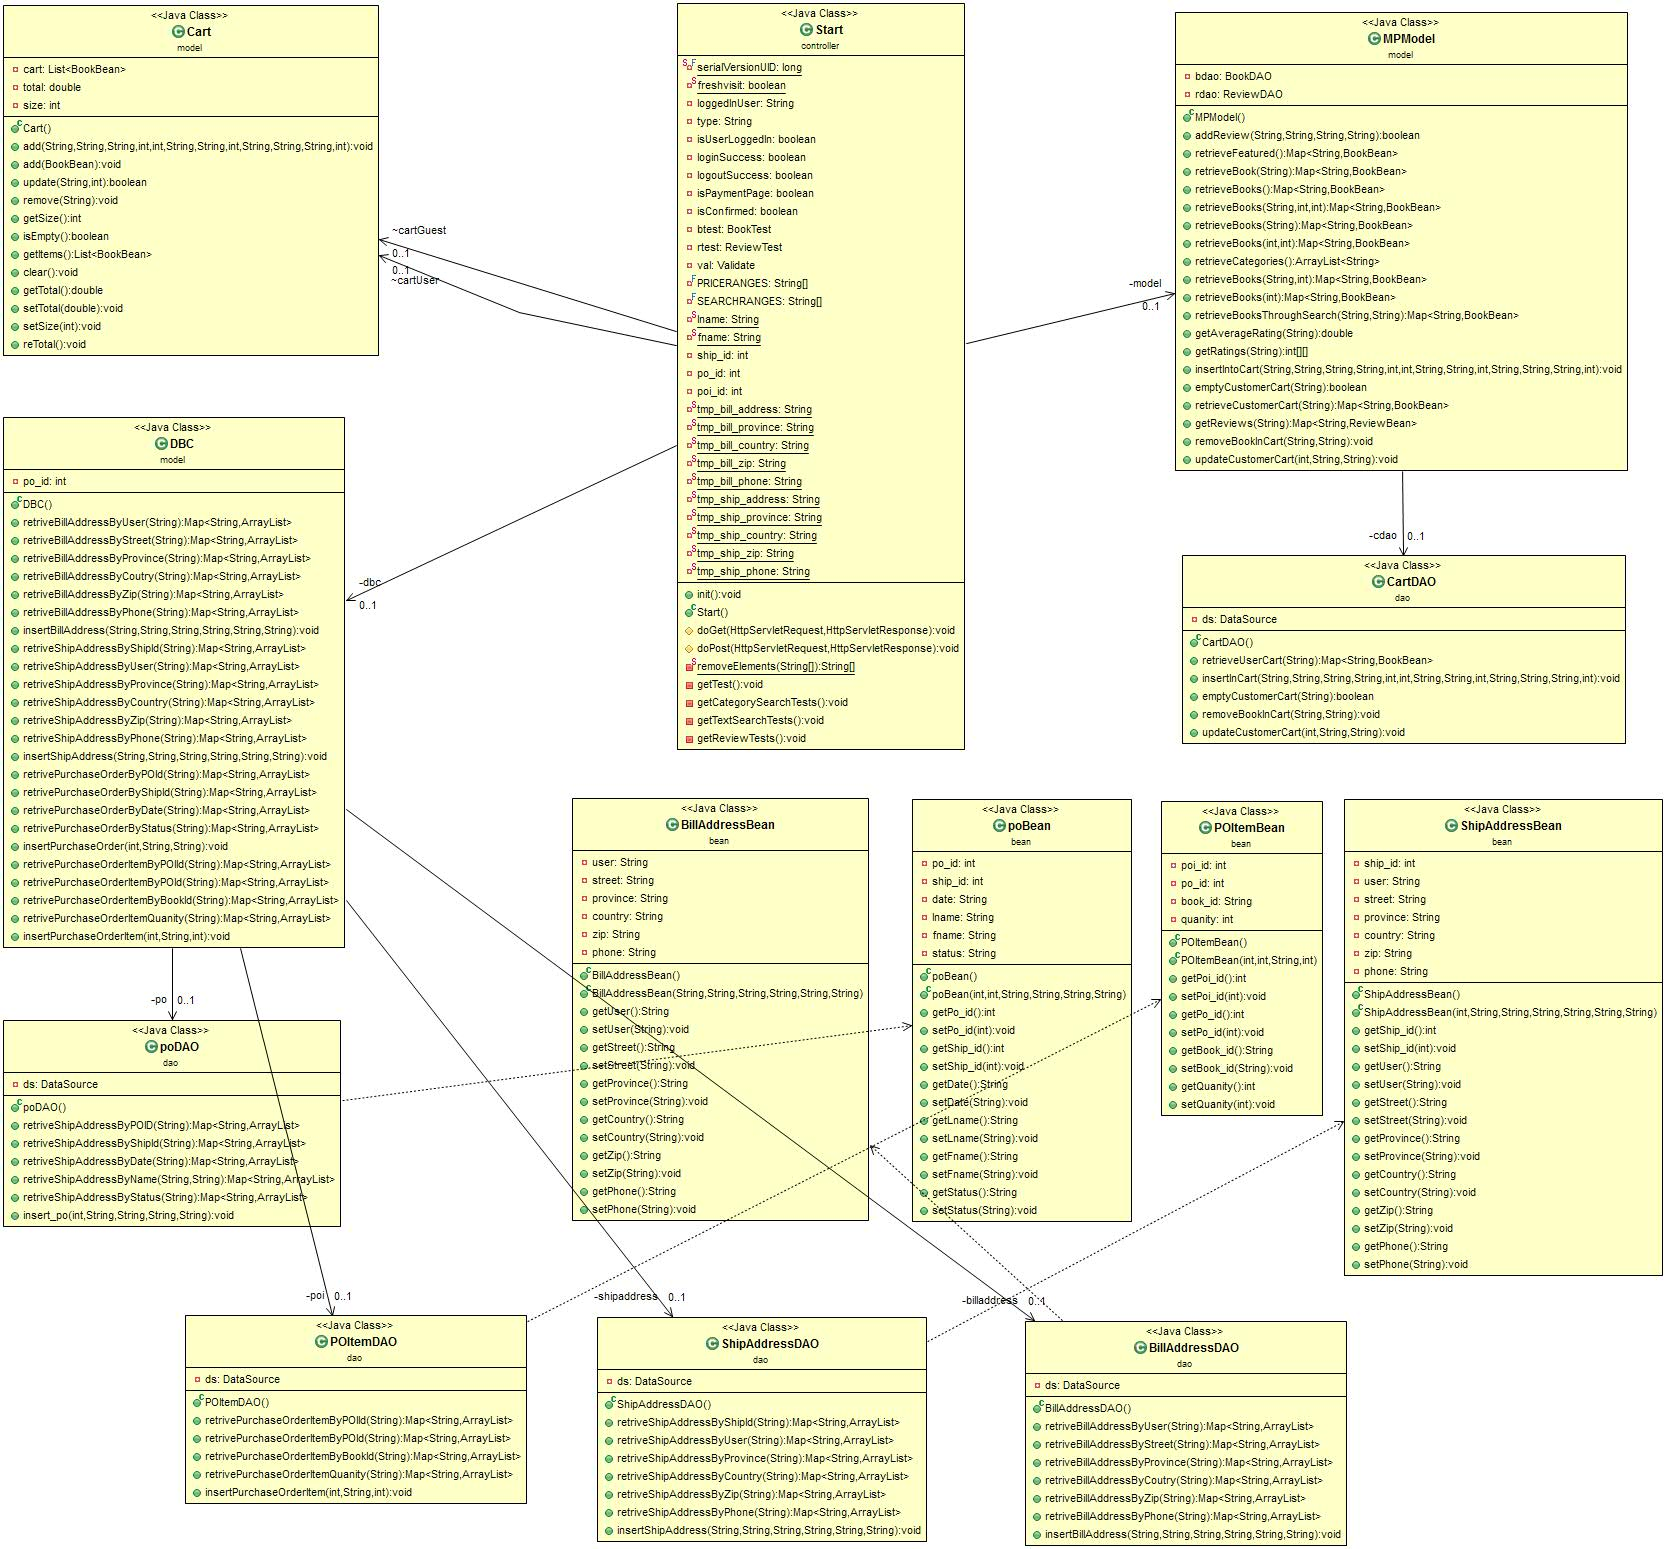 <<Java Class>>
Cart
model
cart: List<BookBean>
total: double
size: int
Cart()
add(String,String,String,int,int,String,String,int,String,String,String,int):void
add(BookBean):void
update(String,int):boolean
remove(String):void
getSize():int
isEmpty():boolean
getItems():List<BookBean>
clear():void
getTotal():double
setTotal(double):void
setSize(int):void
reTotal():void
~cartGuest
0..1
0..1
~cartUser
<<Java Class>>
Start
controller
serialVersionUID: long
freshvisit: boolean
loggedInUser: String
type: String
isUserLoggedIn: boolean
loginSuccess: boolean
logoutSuccess: boolean
isPaymentPage: boolean
isConfirmed: boolean
btest: BookTest
rtest: ReviewTest
val: Validate
PRICERANGES: String[]
SEARCHRANGES: String[]
lname: String
fname: String
ship_id: int
po_id: int
poi_id: int
tmp_bill_address: String
tmp_bill_province: String
tmp_bill_country: String
tmp_bill_zip: String
tmp_bill_phone: String
tmp_ship_address: String
tmp_ship_province: String
tmp_ship_country: String
tmp_ship_zip: String
tmp_ship_phone: String
init():void
Start()
doGet(HttpServletRequest,HttpServletResponse):void
doPost(HttpServletRequest,HttpServletResponse):void
removeElements(String[]):String[]
getTest():void
getCategorySearchTests():void
getTextSearchTests():void
getReviewTests():void
-model
0..1
<<Java Class>>
MPModel
model
bdao: BookDAO
rdao: ReviewDAO
MPModel()
addReview(String,String,String,String):boolean
retrieveFeatured():Map<String,BookBean>
retrieveBook(String):Map<String,BookBean>
retrieveBooks():Map<String,BookBean>
retrieveBooks(String,int,int):Map<String,BookBean>
retrieveBooks(String):Map<String,BookBean>
retrieveBooks(int,int):Map<String,BookBean>
retrieveCategories():ArrayList<String>
retrieveBooks(String,int):Map<String,BookBean>
retrieveBooks(int):Map<String,BookBean>
retrieveBooksThroughSearch(String,String):Map<String,BookBean>
getAverageRating(String):double
getRatings(String):int[][]
insertIntoCart(String,String,String,String,int,int,String,String,int,String,String,String,int):void
emptyCustomerCart(String):boolean
retrieveCustomerCart(String):Map<String,BookBean>
getReviews(String):Map<String,ReviewBean>
removeBookInCart(String,String):void
updateCustomerCart(int,String,String):void
-cdao 0..1
<<Java Class>>
CartDAO
dao
ds: DataSource
CartDAO()
retrieveUserCart(String):Map<String,BookBean>
insertInCart(String,String,String,String,int,int,String,String,int,String,String,String,int):void
emptyCustomerCart(String):boolean
removeBookInCart(String,String):void
updateCustomerCart(int,String,String):void
<<Java Class>>
DBC
model
po_id: int
DBC()
retriveBillAddressByUser(String):Map<String,ArrayList>
retriveBillAddressByStreet(String):Map<String,ArrayList>
retriveBillAddressByProvince(String):Map<String,ArrayList>
retriveBillAddressByCoutry(String):Map<String,ArrayList>
retriveBillAddressByZip(String):Map<String,ArrayList>
retriveBillAddressByPhone(String):Map<String,ArrayList>
insertBillAddress(String,String,String,String,String,String):void
retriveShipAddressByShipId(String):Map<String,ArrayList>
retriveShipAddressByUser(String):Map<String,ArrayList>
retriveShipAddressByProvince(String):Map<String,ArrayList>
retriveShipAddressByCountry(String):Map<String,ArrayList>
retriveShipAddressByZip(String):Map<String,ArrayList>
retriveShipAddressByPhone(String):Map<String,ArrayList>
insertShipAddress(String,String,String,String,String,String):void
retrivePurchaseOrderByPOId(String):Map<String,ArrayList>
retrivePurchaseOrderByShipId(String):Map<String,ArrayList>
retrivePurchaseOrderByDate(String):Map<String,ArrayList>
retrivePurchaseOrderByStatus(String):Map<String,ArrayList>
insertPurchaseOrder(int,String,String):void
retrivePurchaseOrderItemByPOIId(String):Map<String,ArrayList>
retrivePurchaseOrderItemByPOId(String):Map<String,ArrayList>
retrivePurchaseOrderItemByBookId(String):Map<String,ArrayList>
retrivePurchaseOrderItemQuanity(String):Map<String,ArrayList>
insertPurchaseOrderItem(int,String,int):void
-dbc
0..1
<<Java Class>>
BillAddressBean
bean
user: String
street: String
province: String
country: String
zip: String
phone: String
BillAddressBean()
BillAddressBean(String,String,String,String,String,String)
getUser():String
setUser(String):void
getStreet():String
setStreet(String):void
getProvince():String
setProvince(String):void
getCountry():String
setCountry(String):void
getZip():String
setZip(String):void
getPhone():String
setPhone(String):void
<<Java Class>>
poBean
bean
po_id: int
ship_id: int
date: String
lname: String
fname: String
status: String
poBean()
poBean(int,int,String,String,String,String)
getPo_id():int
setPo_id(int):void
getShip_id():int
setShip_id(int):void
getDate():String
setDate(String):void
getLname():String
setLname(String):void
getFname():String
setFname(String):void
getStatus():String
setStatus(String):void
<<Java Class>>
POItemBean
bean
poi_id: int
po_id: int
book_id: String
quanity: int
POItemBean()
POItemBean(int,int,String,int)
getPoi_id():int
setPoi_id(int):void
getPo_id():int
setPo_id(int):void
getBook_id():String
setBook_id(String):void
getQuanity():int
setQuanity(int):void
<<Java Class>>
ShipAddressBean
bean
ship_id: int
user: String
street: String
province: String
country: String
zip: String
phone: String
ShipAddressBean()
ShipAddressBean(int,String,String,String,String,String,String)
getShip_id():int
setShip_id(int):void
getUser():String
setUser(String):void
getStreet():String
setStreet(String):void
getProvince():String
setProvince(String):void
getCountry():String
setCountry(String):void
getZip():String
setZip(String):void
getPhone():String
setPhone(String):void
-po 0..1
<<Java Class>>
poDAO
dao
ds: DataSource
poDAO()
retriveShipAddressByPOID(String):Map<String,ArrayList>
retriveShipAddressByShipId(String):Map<String,ArrayList>
retriveShipAddressByDate(String):Map<String,ArrayList>
retriveShipAddressByName(String,String):Map<String,ArrayList>
retriveShipAddressByStatus(String):Map<String,ArrayList>
insert_po(int,String,String,String,String):void
-poi 0..1
<<Java Class>>
POItemDAO
dao
ds: DataSource
POItemDAO()
retrivePurchaseOrderItemByPOIId(String):Map<String,ArrayList>
retrivePurchaseOrderItemByPOId(String):Map<String,ArrayList>
retrivePurchaseOrderItemByBookId(String):Map<String,ArrayList>
retrivePurchaseOrderItemQuanity(String):Map<String,ArrayList>
insertPurchaseOrderItem(int,String,int):void
-shipaddress 0..1
<<Java Class>>
ShipAddressDAO
dao
ds: DataSource
ShipAddressDAO()
retriveShipAddressByShipId(String):Map<String,ArrayList>
retriveShipAddressByUser(String):Map<String,ArrayList>
retriveShipAddressByProvince(String):Map<String,ArrayList>
retriveShipAddressByCountry(String):Map<String,ArrayList>
retriveShipAddressByZip(String):Map<String,ArrayList>
retriveShipAddressByPhone(String):Map<String,ArrayList>
insertShipAddress(String,String,String,String,String,String):void
-billaddress 0..1
<<Java Class>>
BillAddressDAO
dao
ds: DataSource
BillAddressDAO()
retriveBillAddressByUser(String):Map<String,ArrayList>
retriveBillAddressByStreet(String):Map<String,ArrayList>
retriveBillAddressByProvince(String):Map<String,ArrayList>
retriveBillAddressByCoutry(String):Map<String,ArrayList>
retriveBillAddressByZip(String):Map<String,ArrayList>
retriveBillAddressByPhone(String):Map<String,ArrayList>
insertBillAddress(String,String,String,String,String,String):void